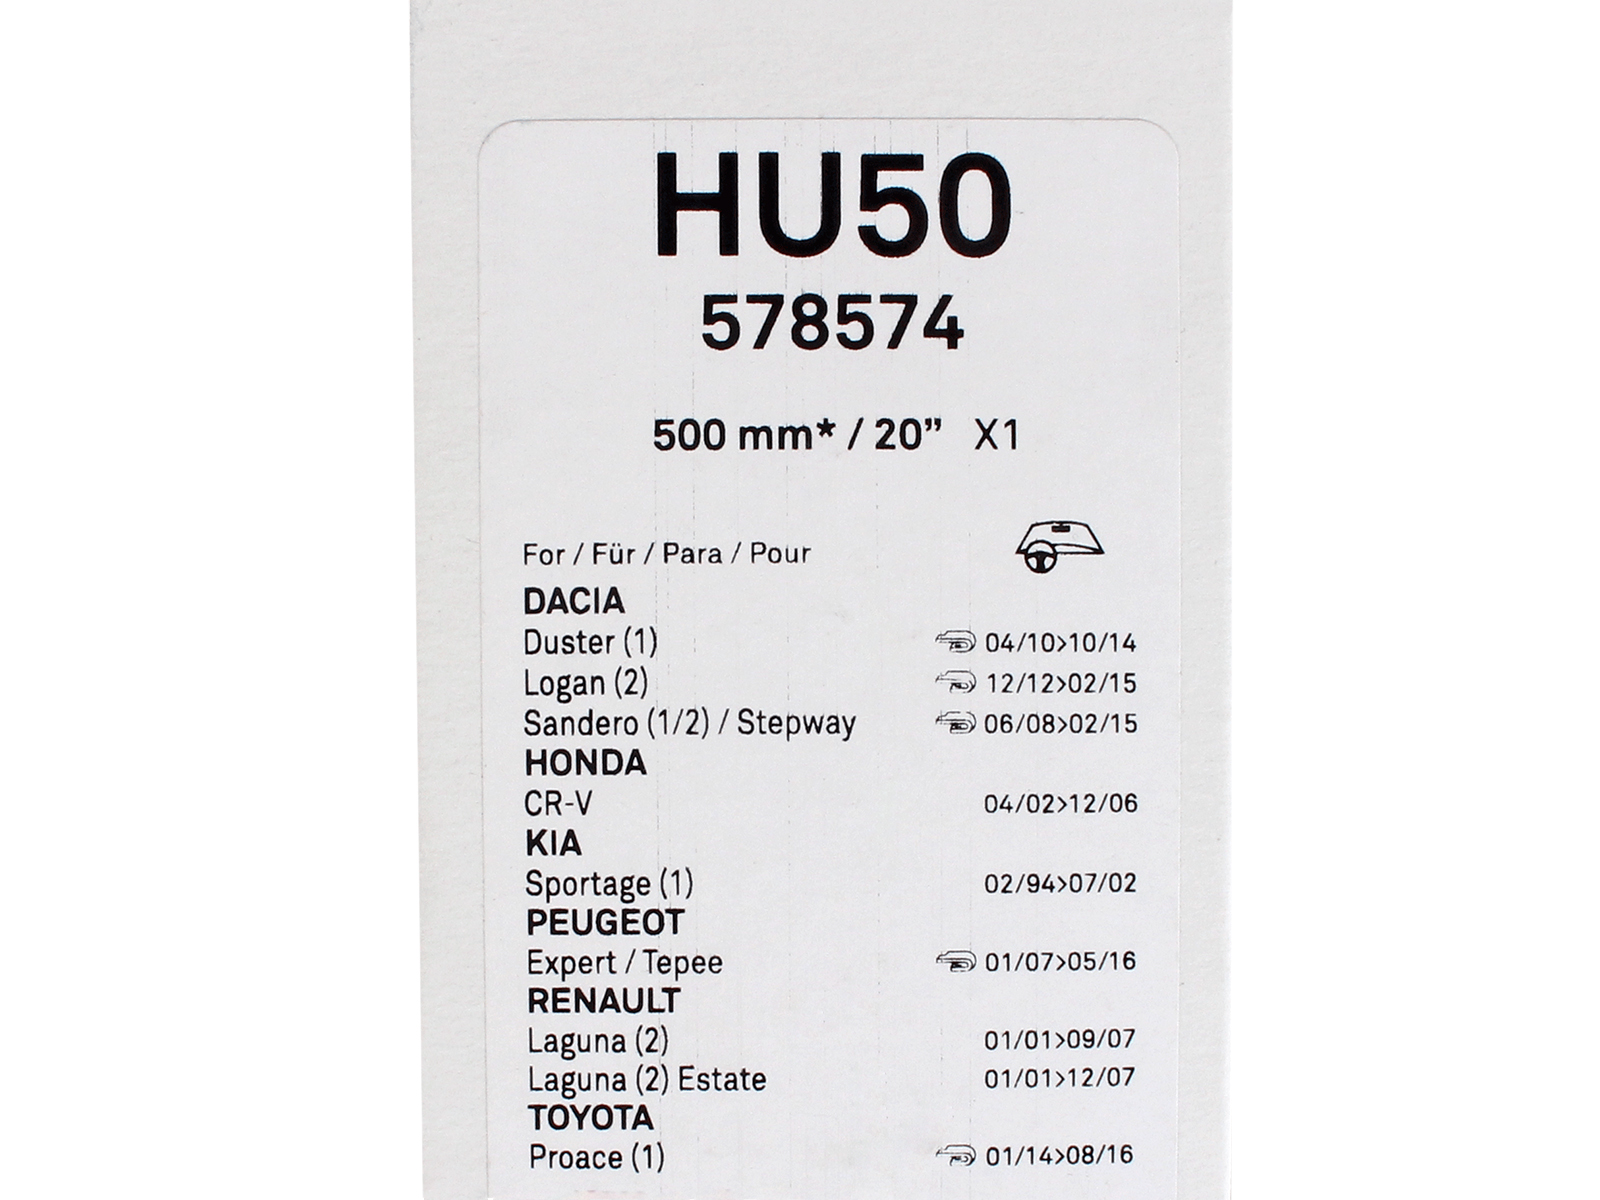 HU50
578574
500 mm* / 20” X1
For / Für / Para / Pour
DACIA
Duster (1) 04/10>10/14
Logan (2) 12/12>02/15
Sandero (1/2) / Stepway 06/08>02/15
HONDA
CR-V 04/02>12/06
KIA
Sportage (1) 02/94>07/02
PEUGEOT
Expert / Tepee 01/07>05/16
RENAULT
Laguna (2) 01/01>09/07
Laguna (2) Estate 01/01>12/07
TOYOTA
Proace (1) 01/14>08/16